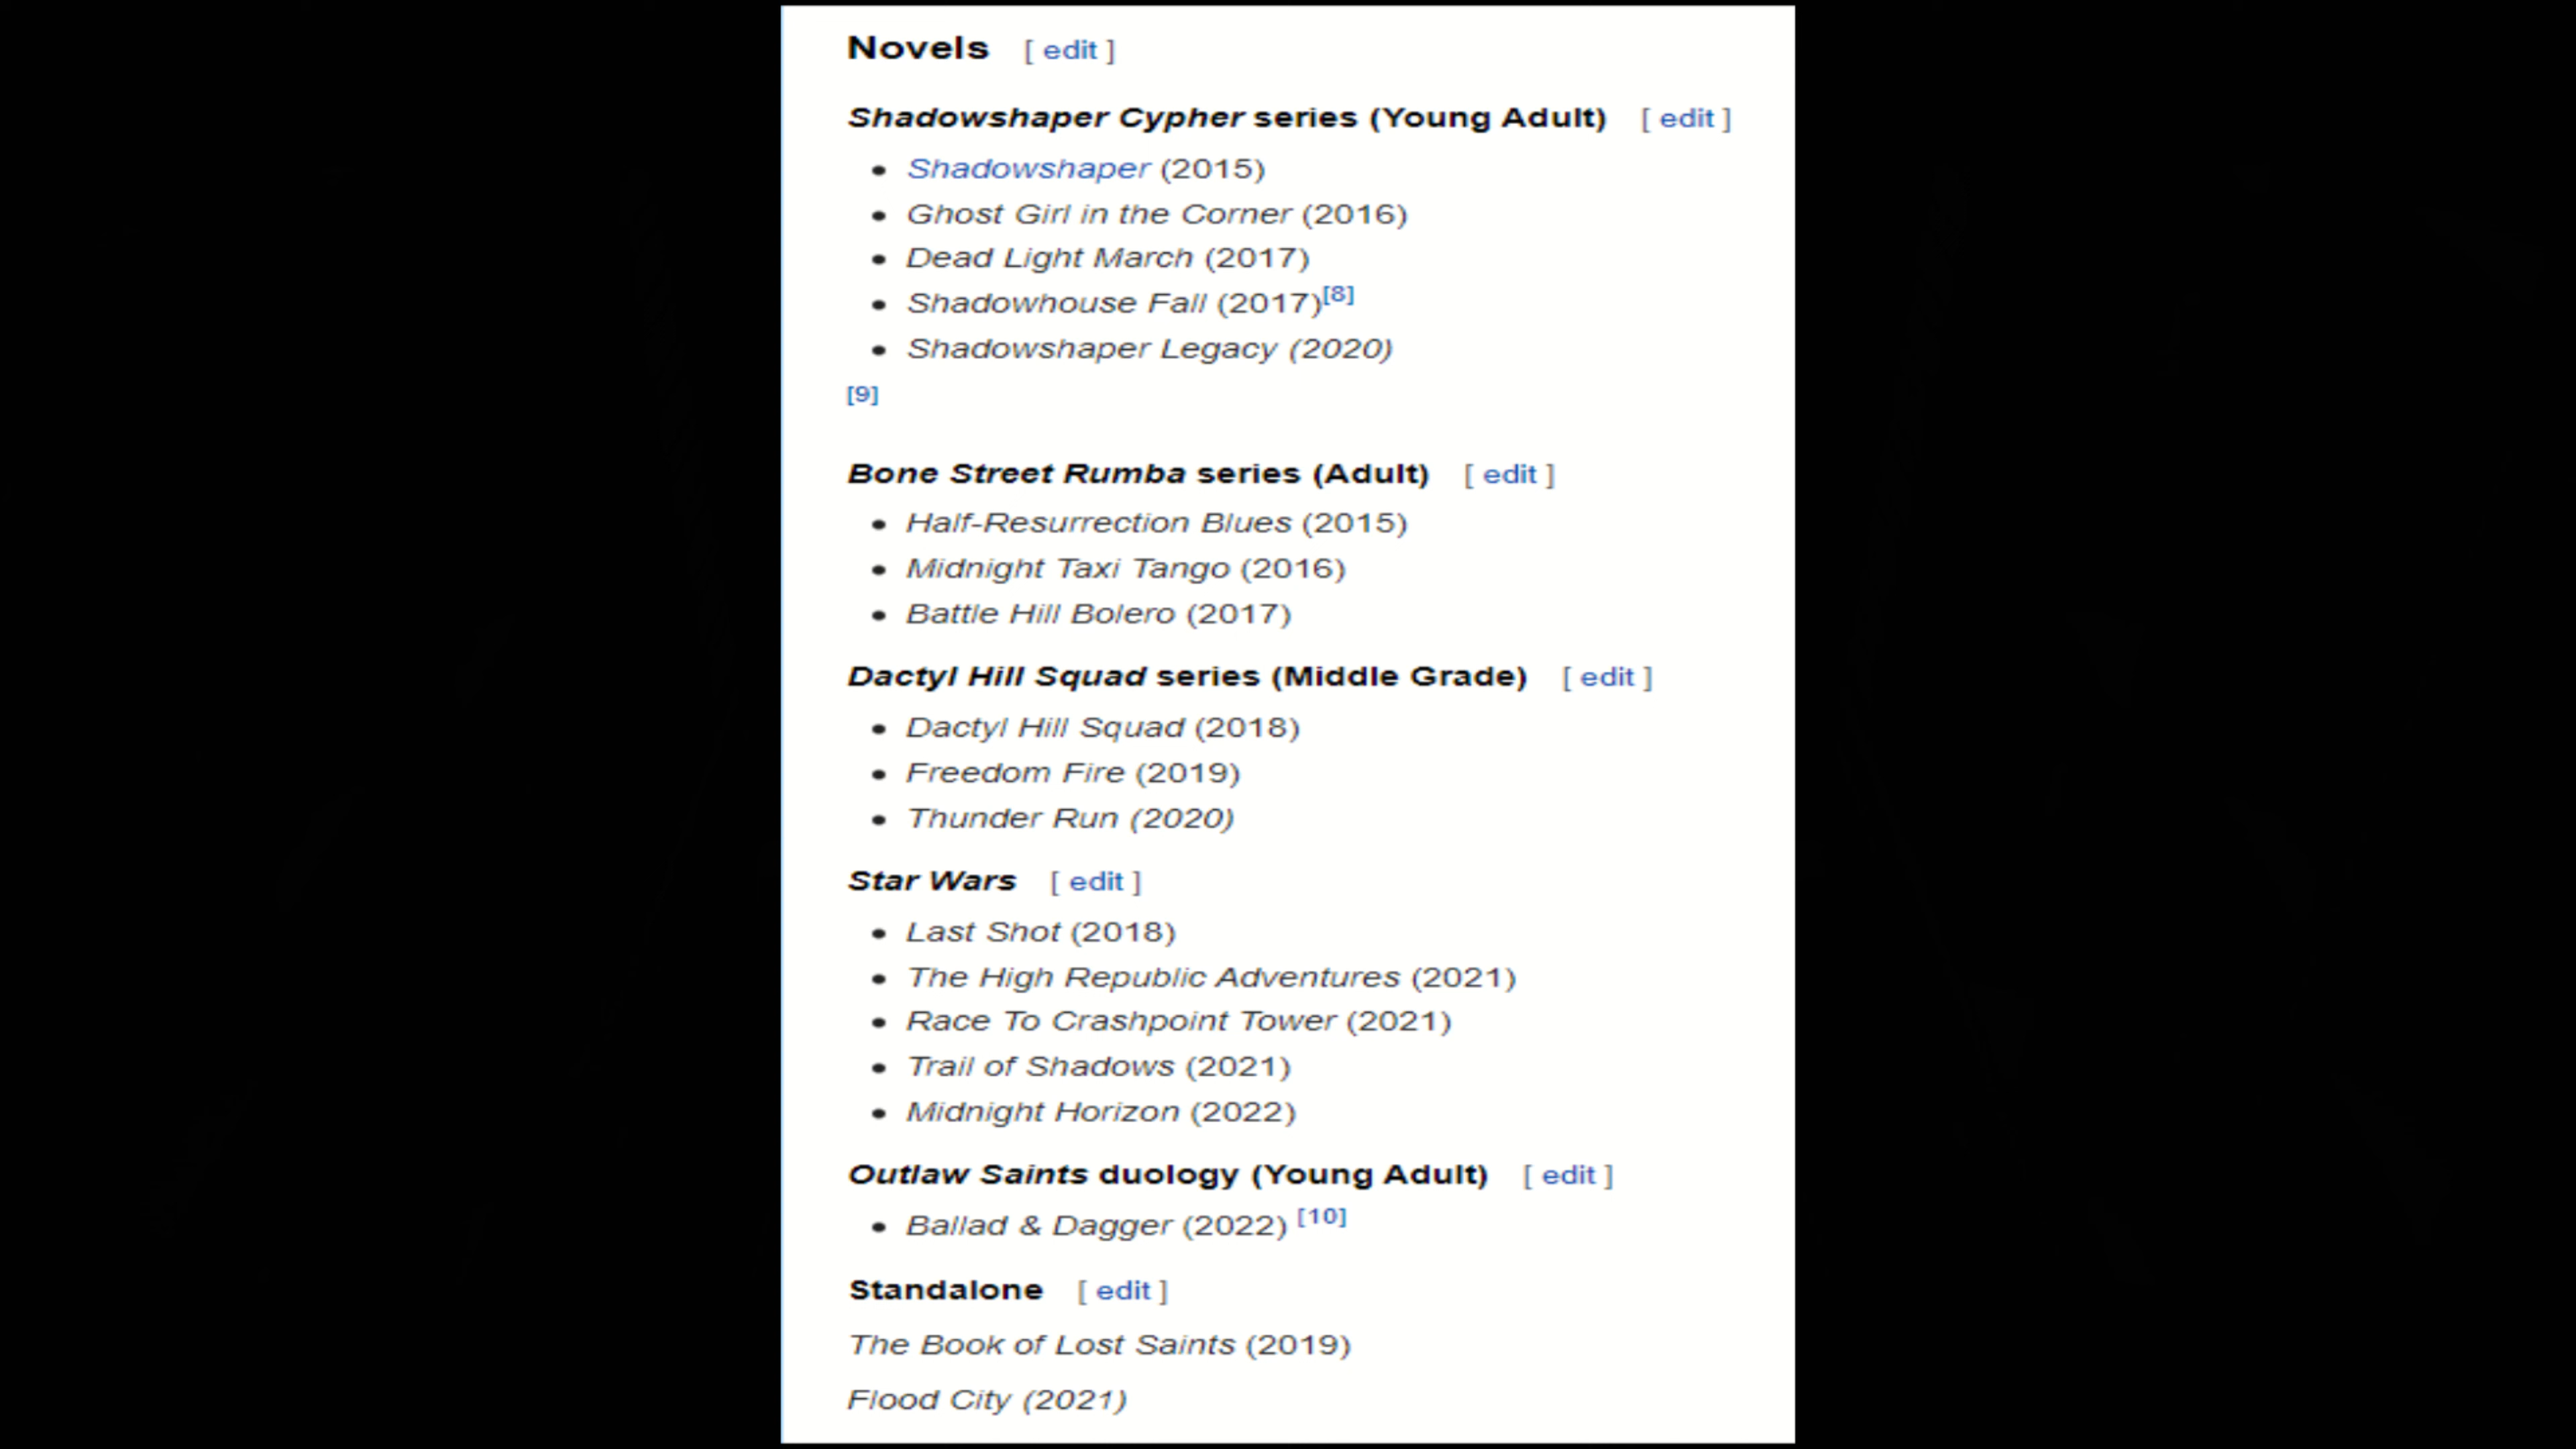 Novels [ edit ]
Shadowshaper Cypher series (Young Adult) [ edit ]
• Shadowshaper (2015)
• Ghost Girl in the Corner (2016)
• Dead Light March (2017)
• Shadowhouse Fall (2017)[8]
• Shadowshaper Legacy (2020)
[9]
Bone Street Rumba series (Adult) [ edit ]
• Half-Resurrection Blues (2015)
• Midnight Taxi Tango (2016)
• Battle Hill Bolero (2017)
Dactyl Hill Squad series (Middle Grade) [ edit ]
• Dactyl Hill Squad (2018)
• Freedom Fire (2019)
• Thunder Run (2020)
Star Wars [ edit ]
• Last Shot (2018)
• The High Republic Adventures (2021)
• Race To Crashpoint Tower (2021)
• Trail of Shadows (2021)
• Midnight Horizon (2022)
Outlaw Saints duology (Young Adult) [ edit ]
• Ballad & Dagger (2022) [10]
Standalone [ edit ]
The Book of Lost Saints (2019)
Flood City (2021)